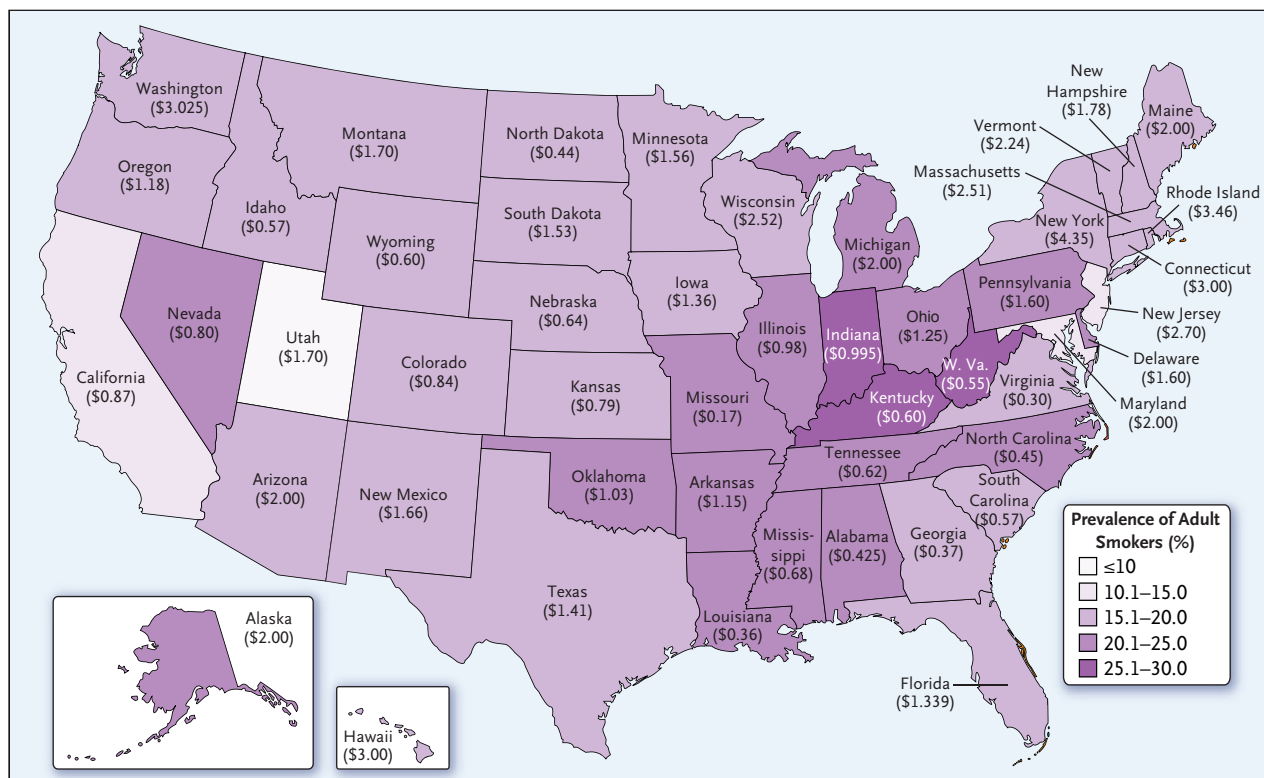 Washington
($3.025)
Oregon
($1.18)
California
($0.87)
Nevada
($0.80)
Idaho
($0.57)
Montana
($1.70)
Wyoming
($0.60)
Utah
($1.70)
Colorado
($0.84)
Arizona
($2.00)
New Mexico
($1.66)
North Dakota
($0.44)
South Dakota
($1.53)
Nebraska
($0.64)
Kansas
($0.79)
Oklahoma
($1.03)
Texas
($1.41)
Minnesota
($1.56)
Iowa
($1.36)
Missouri
($0.17)
Arkansas
($1.15)
Louisiana
($0.36)
Wisconsin
($2.52)
Illinois
($0.98)
Michigan
($2.00)
Indiana
($0.995)
Ohio
($1.25)
Kentucky
($0.60)
W. Va.
($0.55)
Tennessee
($0.62)
Missis-
sippi
($0.68)
Alabama
($0.425)
Georgia
($0.37)
Florida
($1.339)
South
Carolina
($0.57)
North Carolina
($0.45)
Virginia
($0.30)
Pennsylvania
($1.60)
New York
($4.35)
Vermont
($2.24)
New
Hampshire
($1.78)
Maine
($2.00)
Massachusetts
($2.51)
Rhode Island
($3.46)
Connecticut
($3.00)
New Jersey
($2.70)
Delaware
($1.60)
Maryland
($2.00)
Alaska
($2.00)
Hawaii
($3.00)
Prevalence of Adult
Smokers (%)
≤10
10.1–15.0
15.1–20.0
20.1–25.0
25.1–30.0